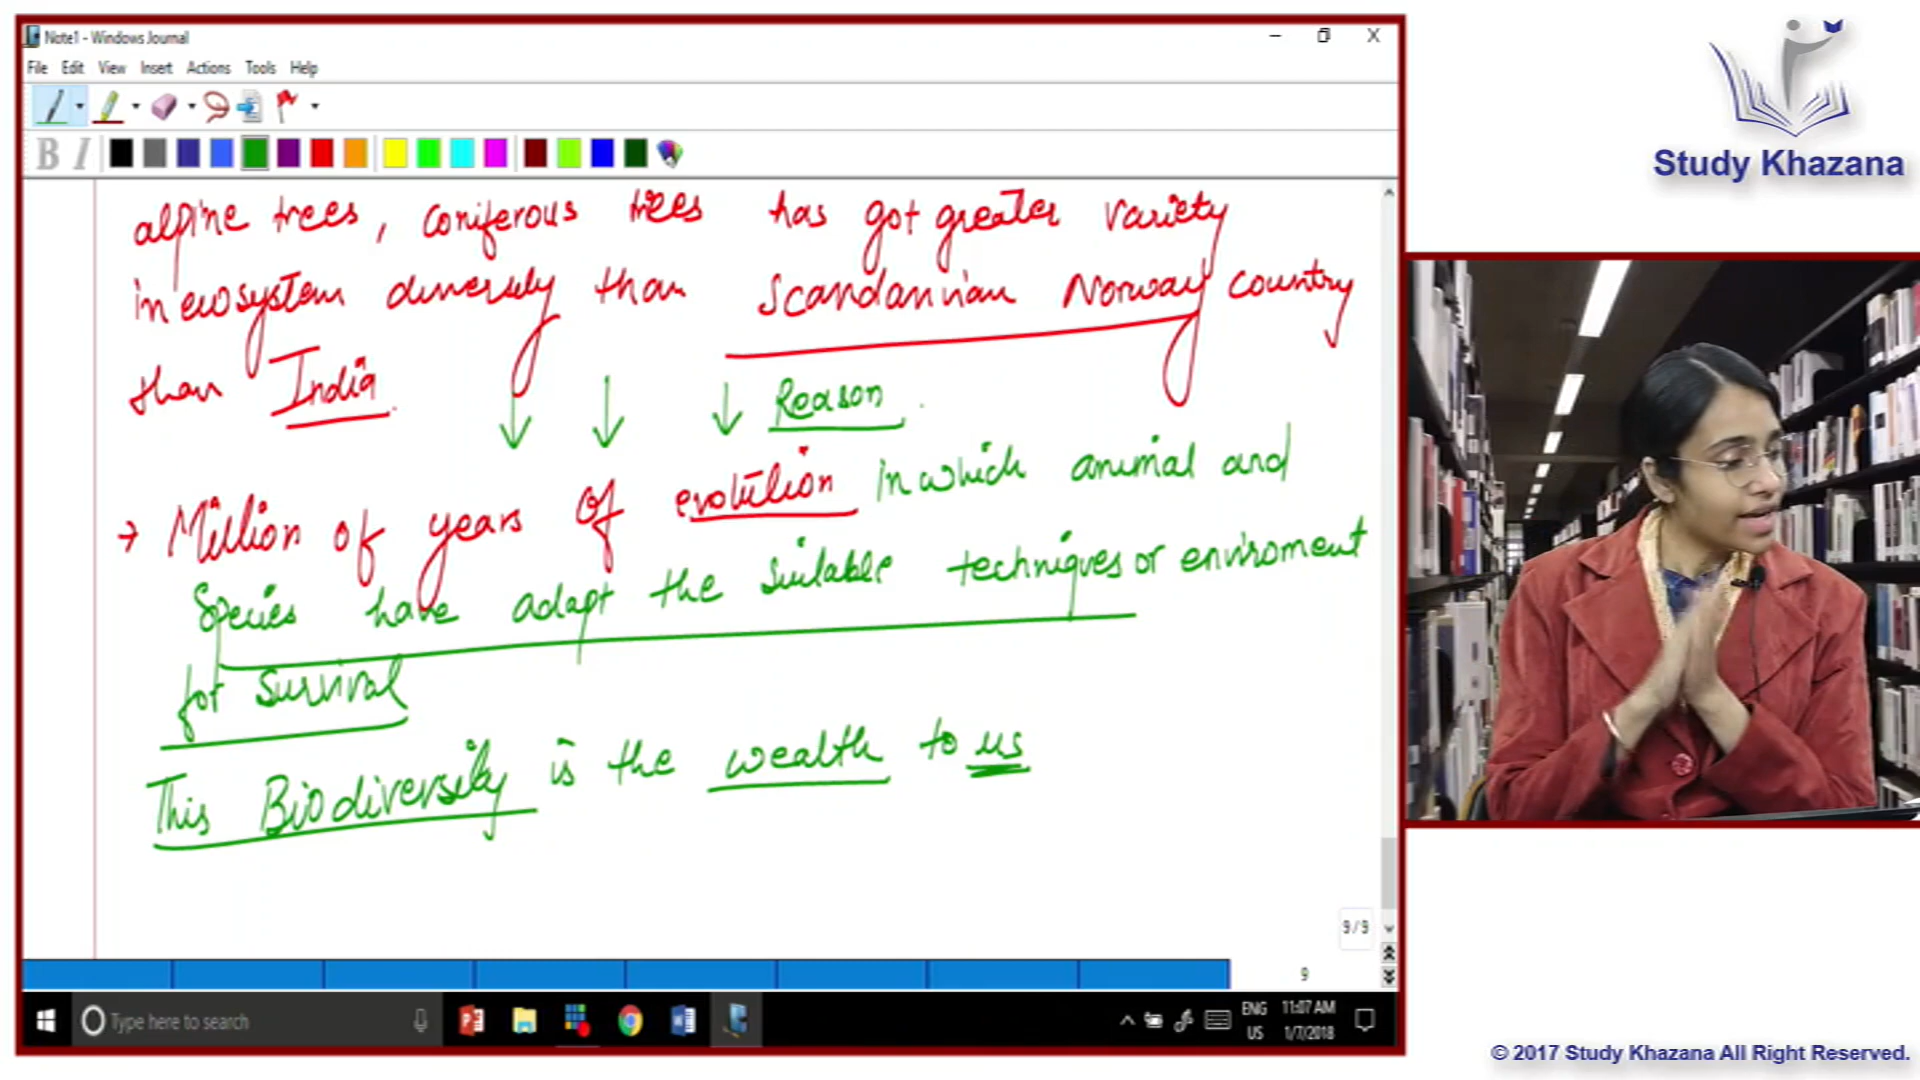 Note1 - Windows Journal
File Edit View Insert Actions Tools Help
B I
alpine trees, coniferous trees has got greater variety
in ecosystem diversity than Scandanvian Norway country
than India.
Reason.
→ Million of years of evolution in which animal and
Species have adapt the suitable techniques or enviroment
for survival
This Biodiversity is the wealth to us
9/9
9
Type here to search
ENG
US
11:07 AM
1/7/2018
Study Khazana
© 2017 Study Khazana All Right Reserved.